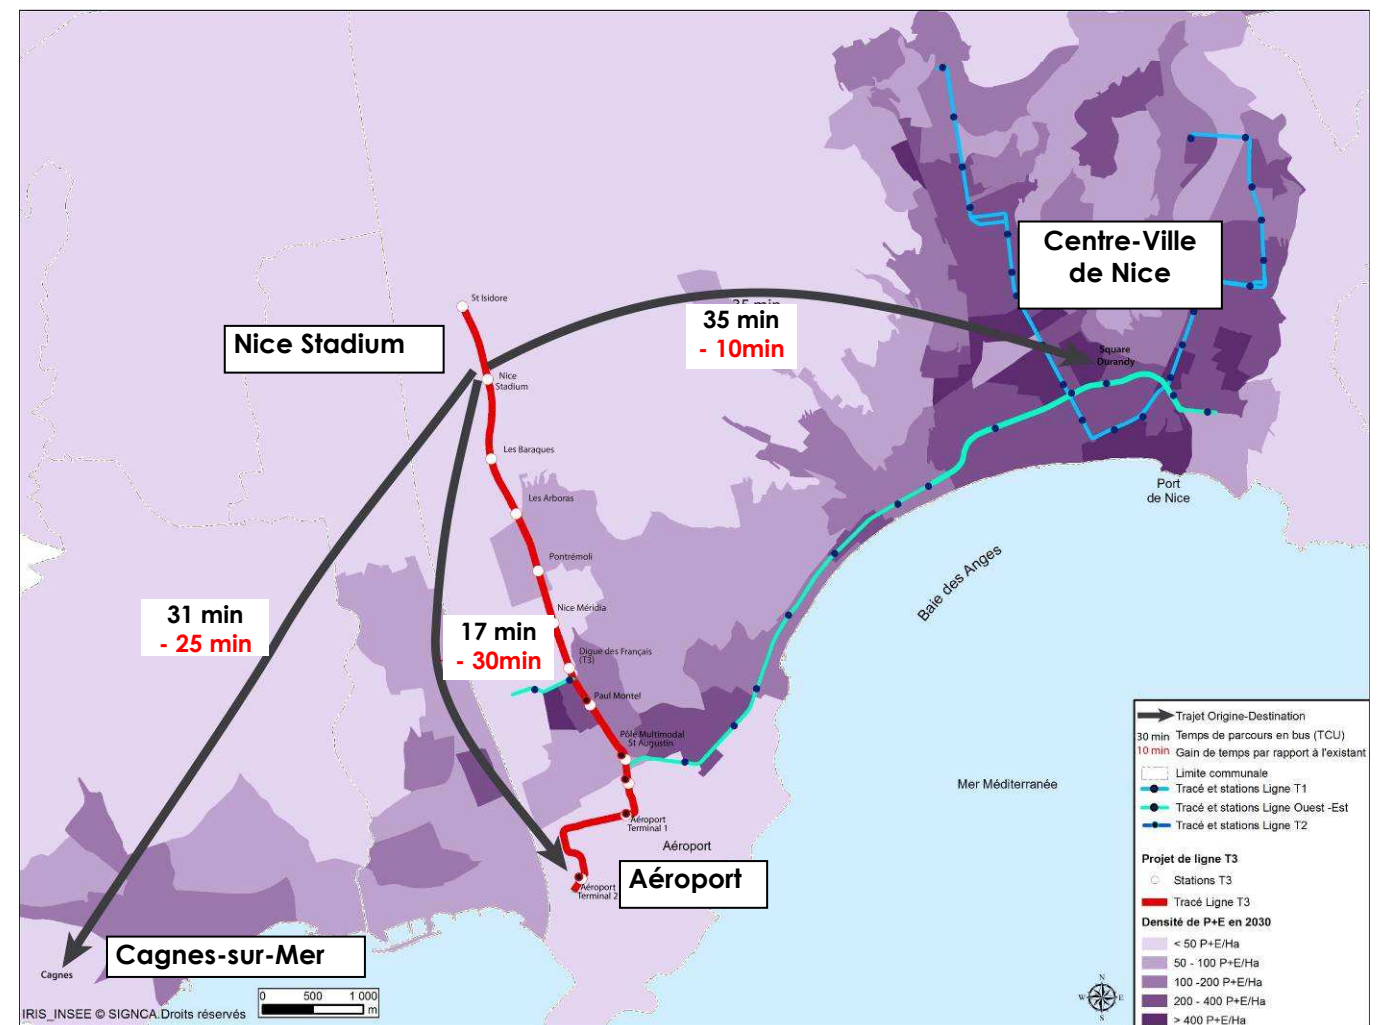 St Isidore
Centre-Ville
de Nice
Nice Stadium
35 min
- 10min
Square
Durandy
Nice
Stadium
Les Baraques
Port
de Nice
Les Arboras
Pontrémoli
Baie des Anges
31 min
- 25 min
Nice Méridia
17 min
- 30min
Digue des Français
(T3)
Paul Montel
Pôle Multimodal
St Augustin
Mer Méditerranée
Aéroport
Terminal 1
Aéroport
Aéroport
Aéroport
Terminal 2
Cagnes-sur-Mer
Cagnes
0 500 1 000
m
IRIS_INSEE © SIGNCA.Droits réservés
N
W E
S
Trajet Origine-Destination
30 min Temps de parcours en bus (TCU)
10 min Gain de temps par rapport à l'existant
Limite communale
Tracé et stations Ligne T1
Tracé et stations Ligne Ouest -Est
Tracé et stations Ligne T2
Projet de ligne T3
Stations T3
Tracé Ligne T3
Densité de P+E en 2030
< 50 P+E/Ha
50 - 100 P+E/Ha
100 -200 P+E/Ha
200 - 400 P+E/Ha
> 400 P+E/Ha